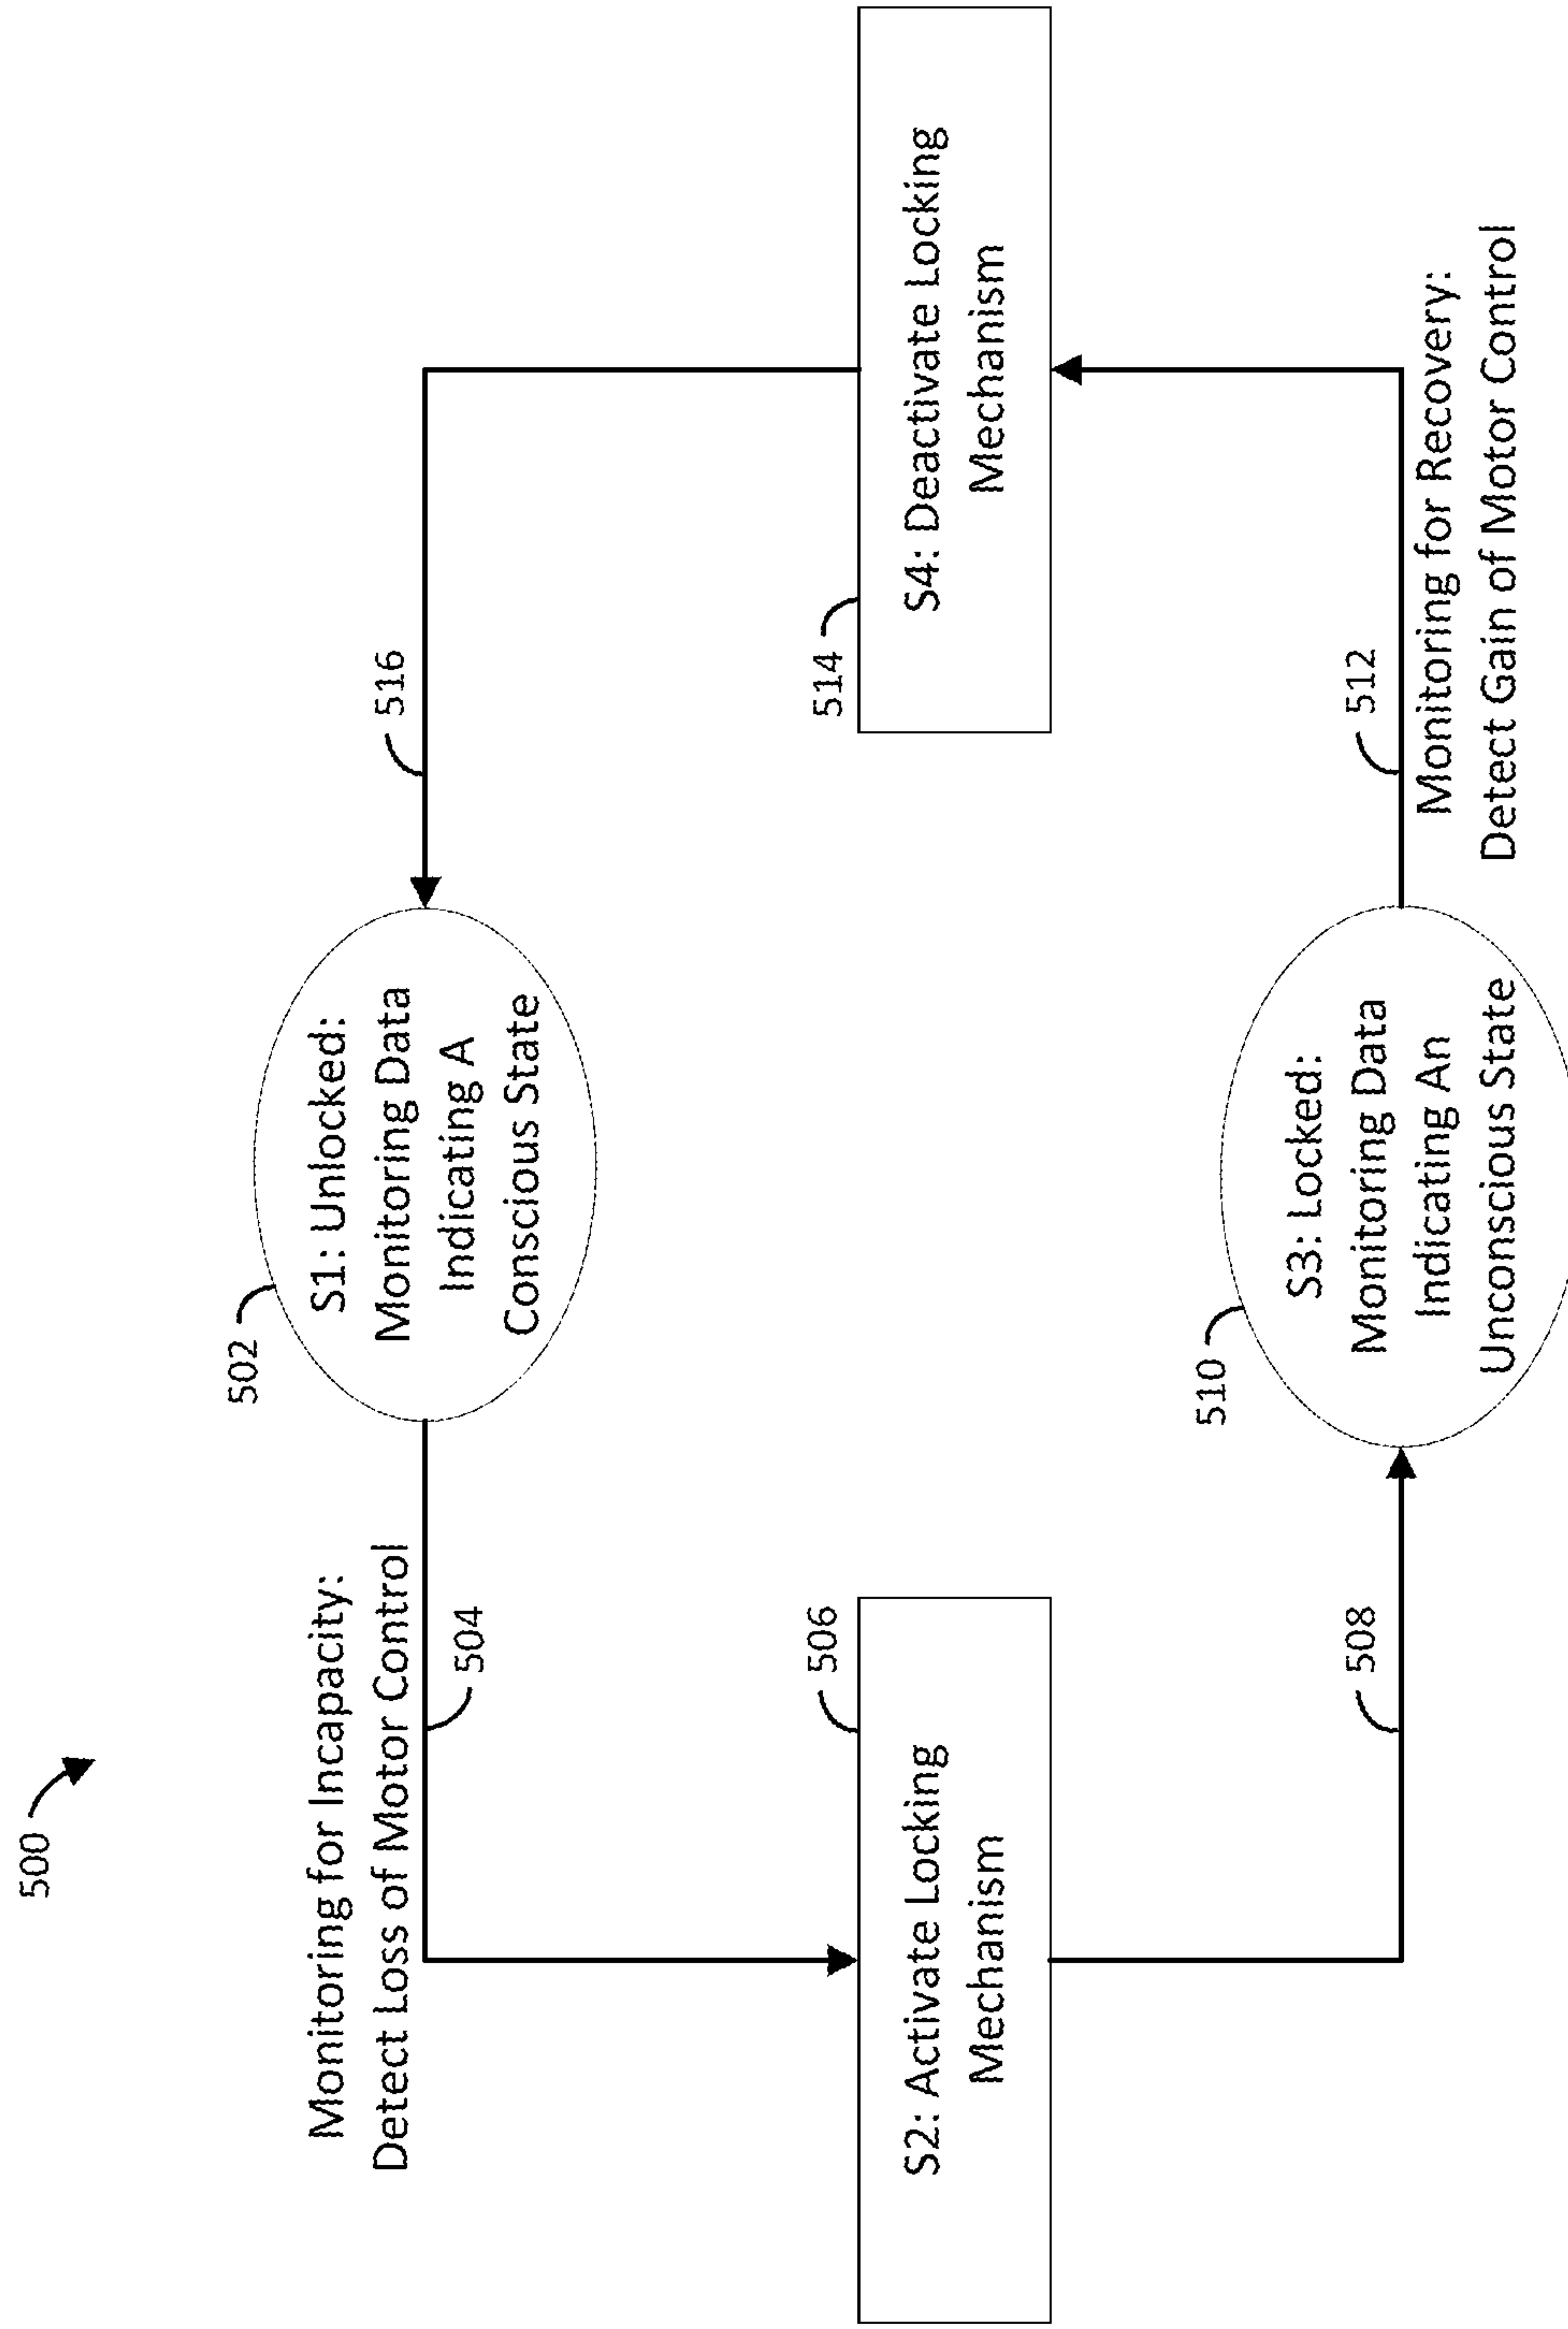 500
Monitoring for Incapacity:
Detect Loss of Motor Control
504
502
S1: Unlocked:
Monitoring Data
Indicating A
Conscious State
516
506
S2: Activate Locking
Mechanism
514
S4: Deactivate Locking
Mechanism
508
510
S3: Locked:
Monitoring Data
Indicating An
Unconscious State
512
Monitoring for Recovery:
Detect Gain of Motor Control